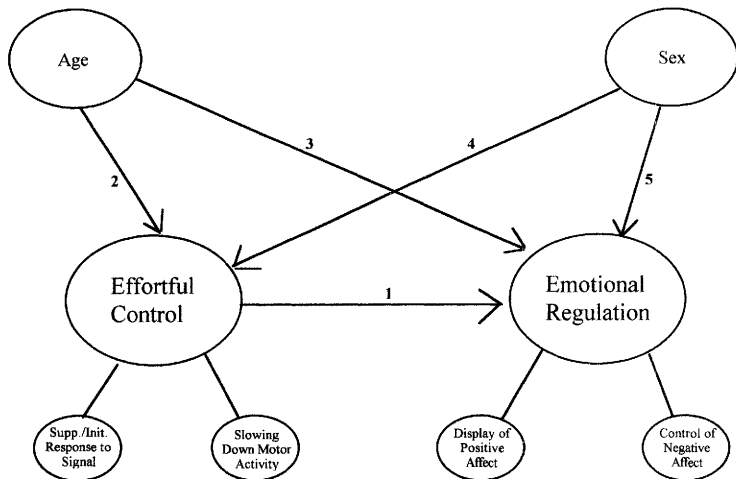 Age
Sex
3
4
2
5
Effortful
Control
1
Emotional
Regulation
Supp./Init.
Response to
Signal
Slowing
Down Motor
Activity
Display of
Positive
Affect
Control of
Negative
Affect